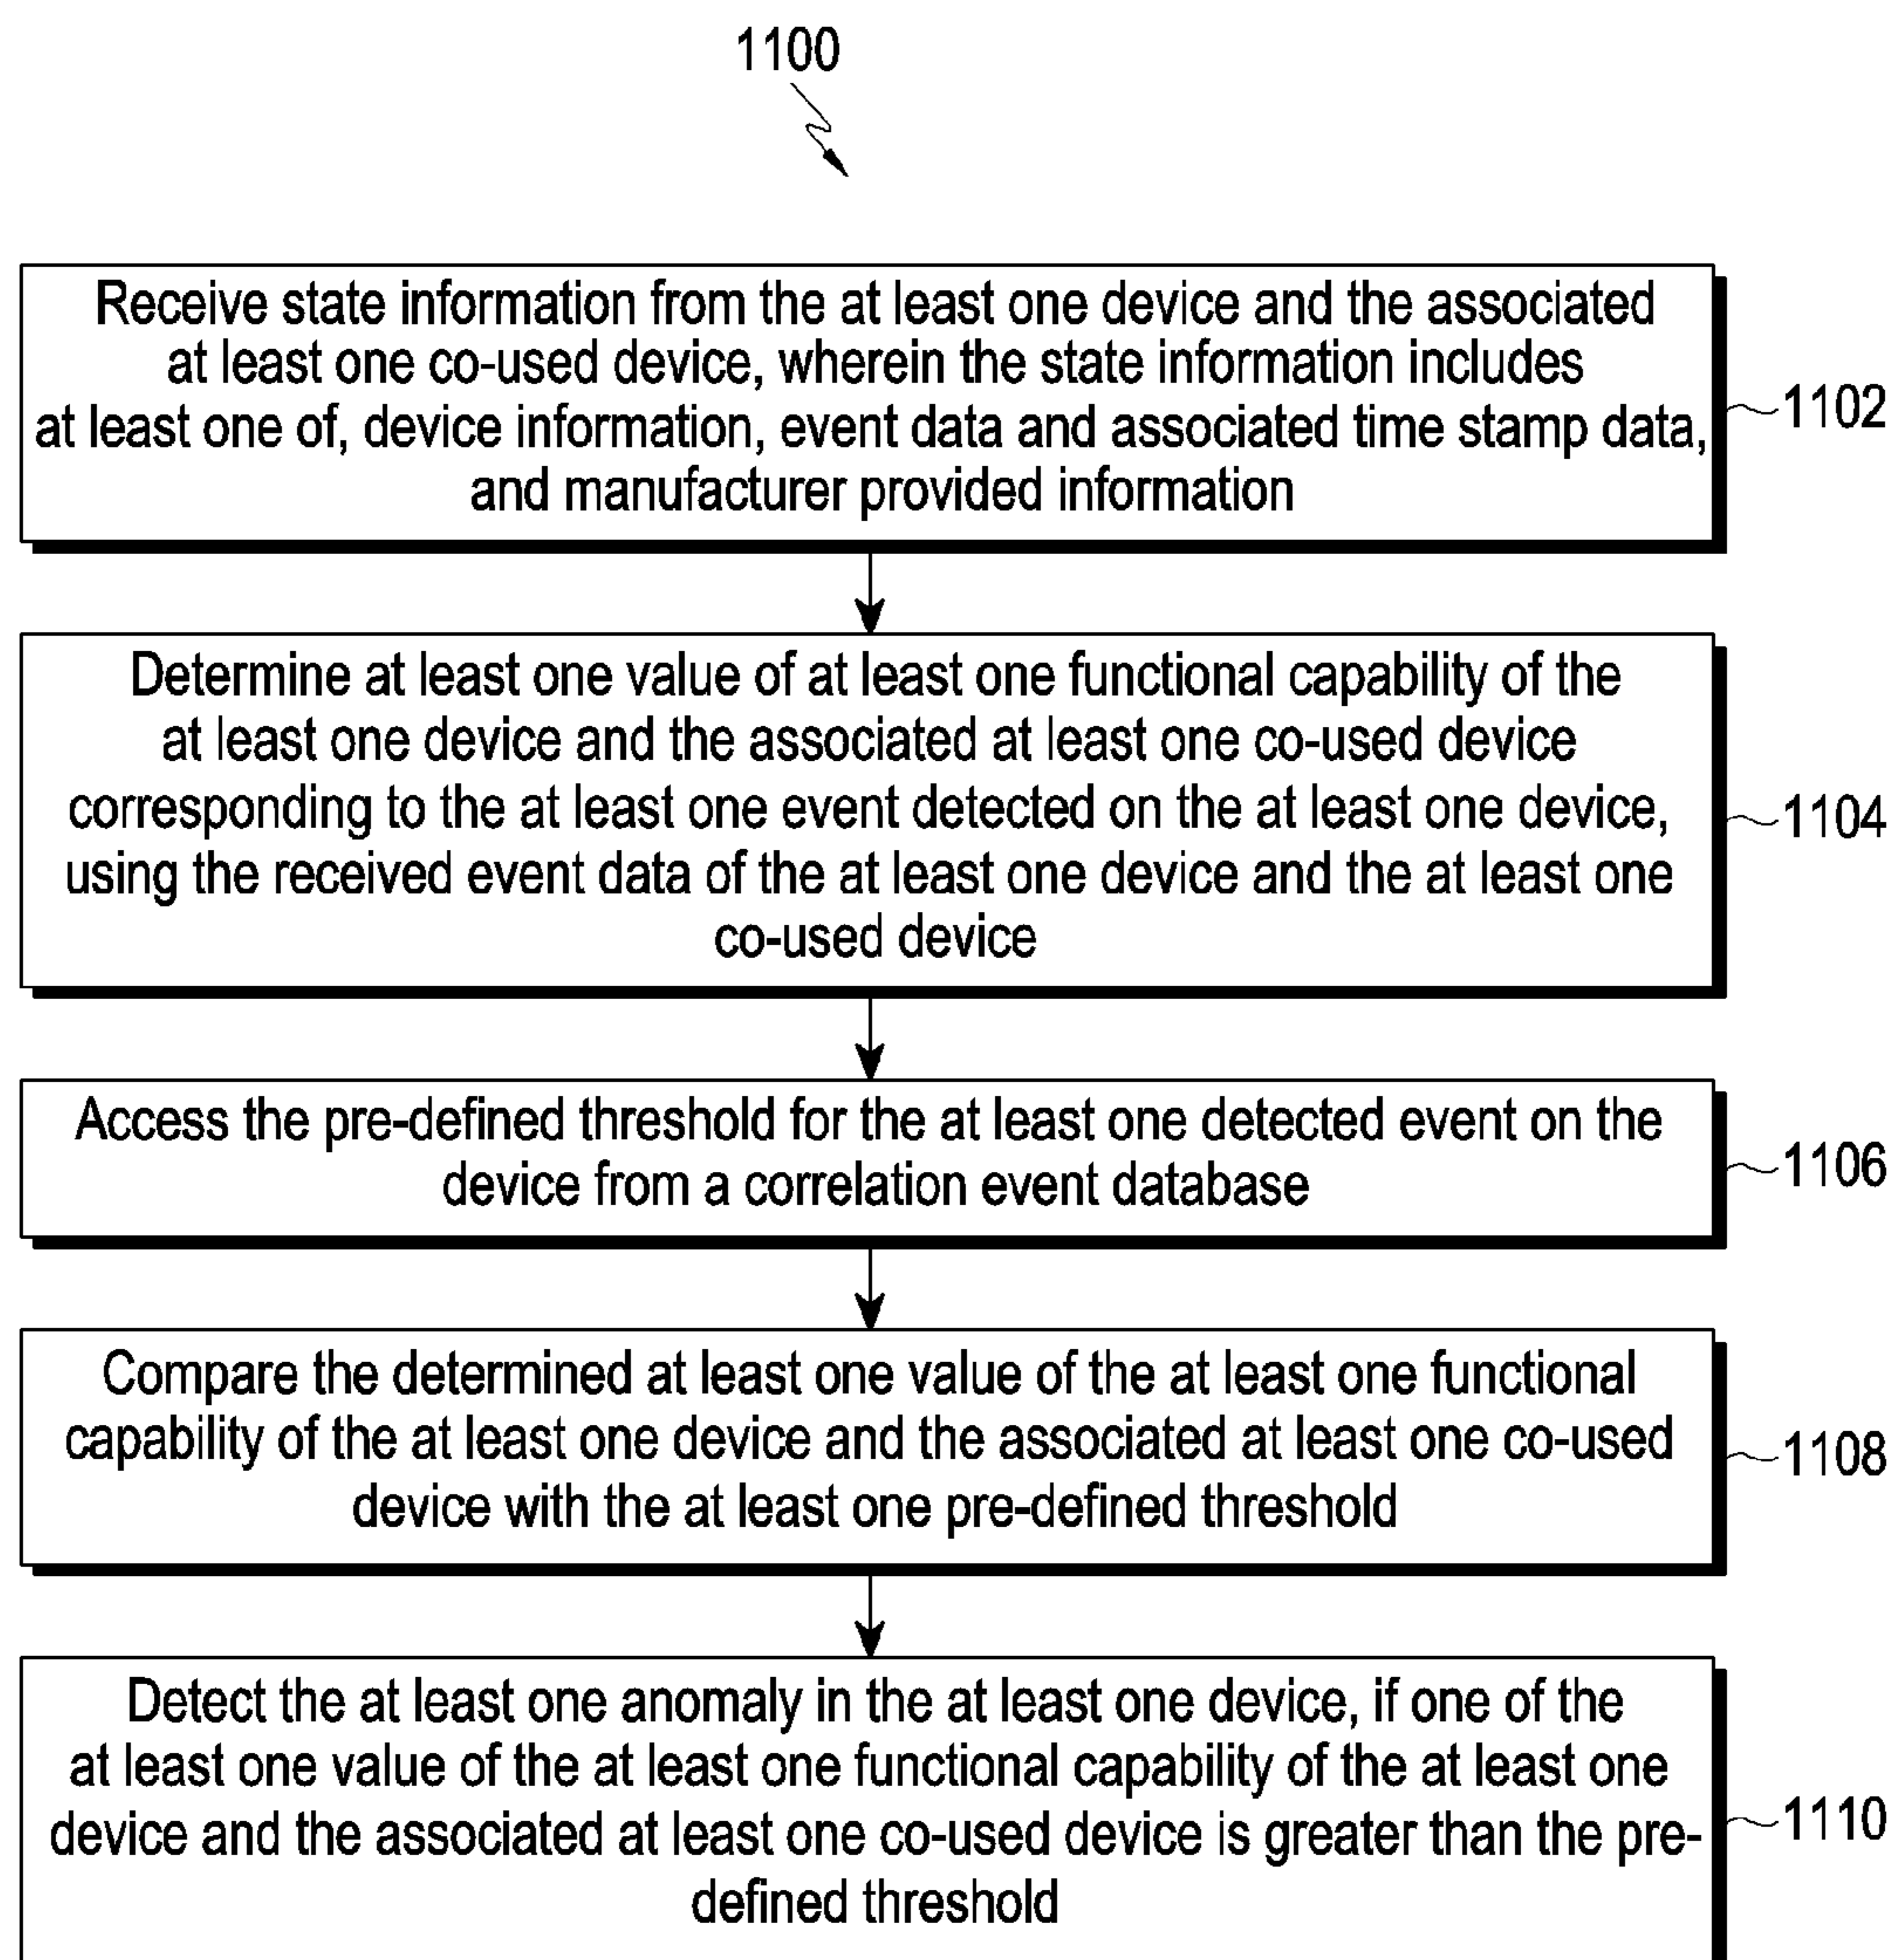 1100
Receive state information from the at least one device and the associated
at least one co-used device, wherein the state information includes
at least one of, device information, event data and associated time stamp data,
and manufacturer provided information
1102
Determine at least one value of at least one functional capability of the
at least one device and the associated at least one co-used device
corresponding to the at least one event detected on the at least one device,
using the received event data of the at least one device and the at least one
co-used device
1104
Access the pre-defined threshold for the at least one detected event on the
device from a correlation event database
1106
Compare the determined at least one value of the at least one functional
capability of the at least one device and the associated at least one co-used
device with the at least one pre-defined threshold
1108
Detect the at least one anomaly in the at least one device, if one of the
at least one value of the at least one functional capability of the at least one
device and the associated at least one co-used device is greater than the pre-
defined threshold
1110